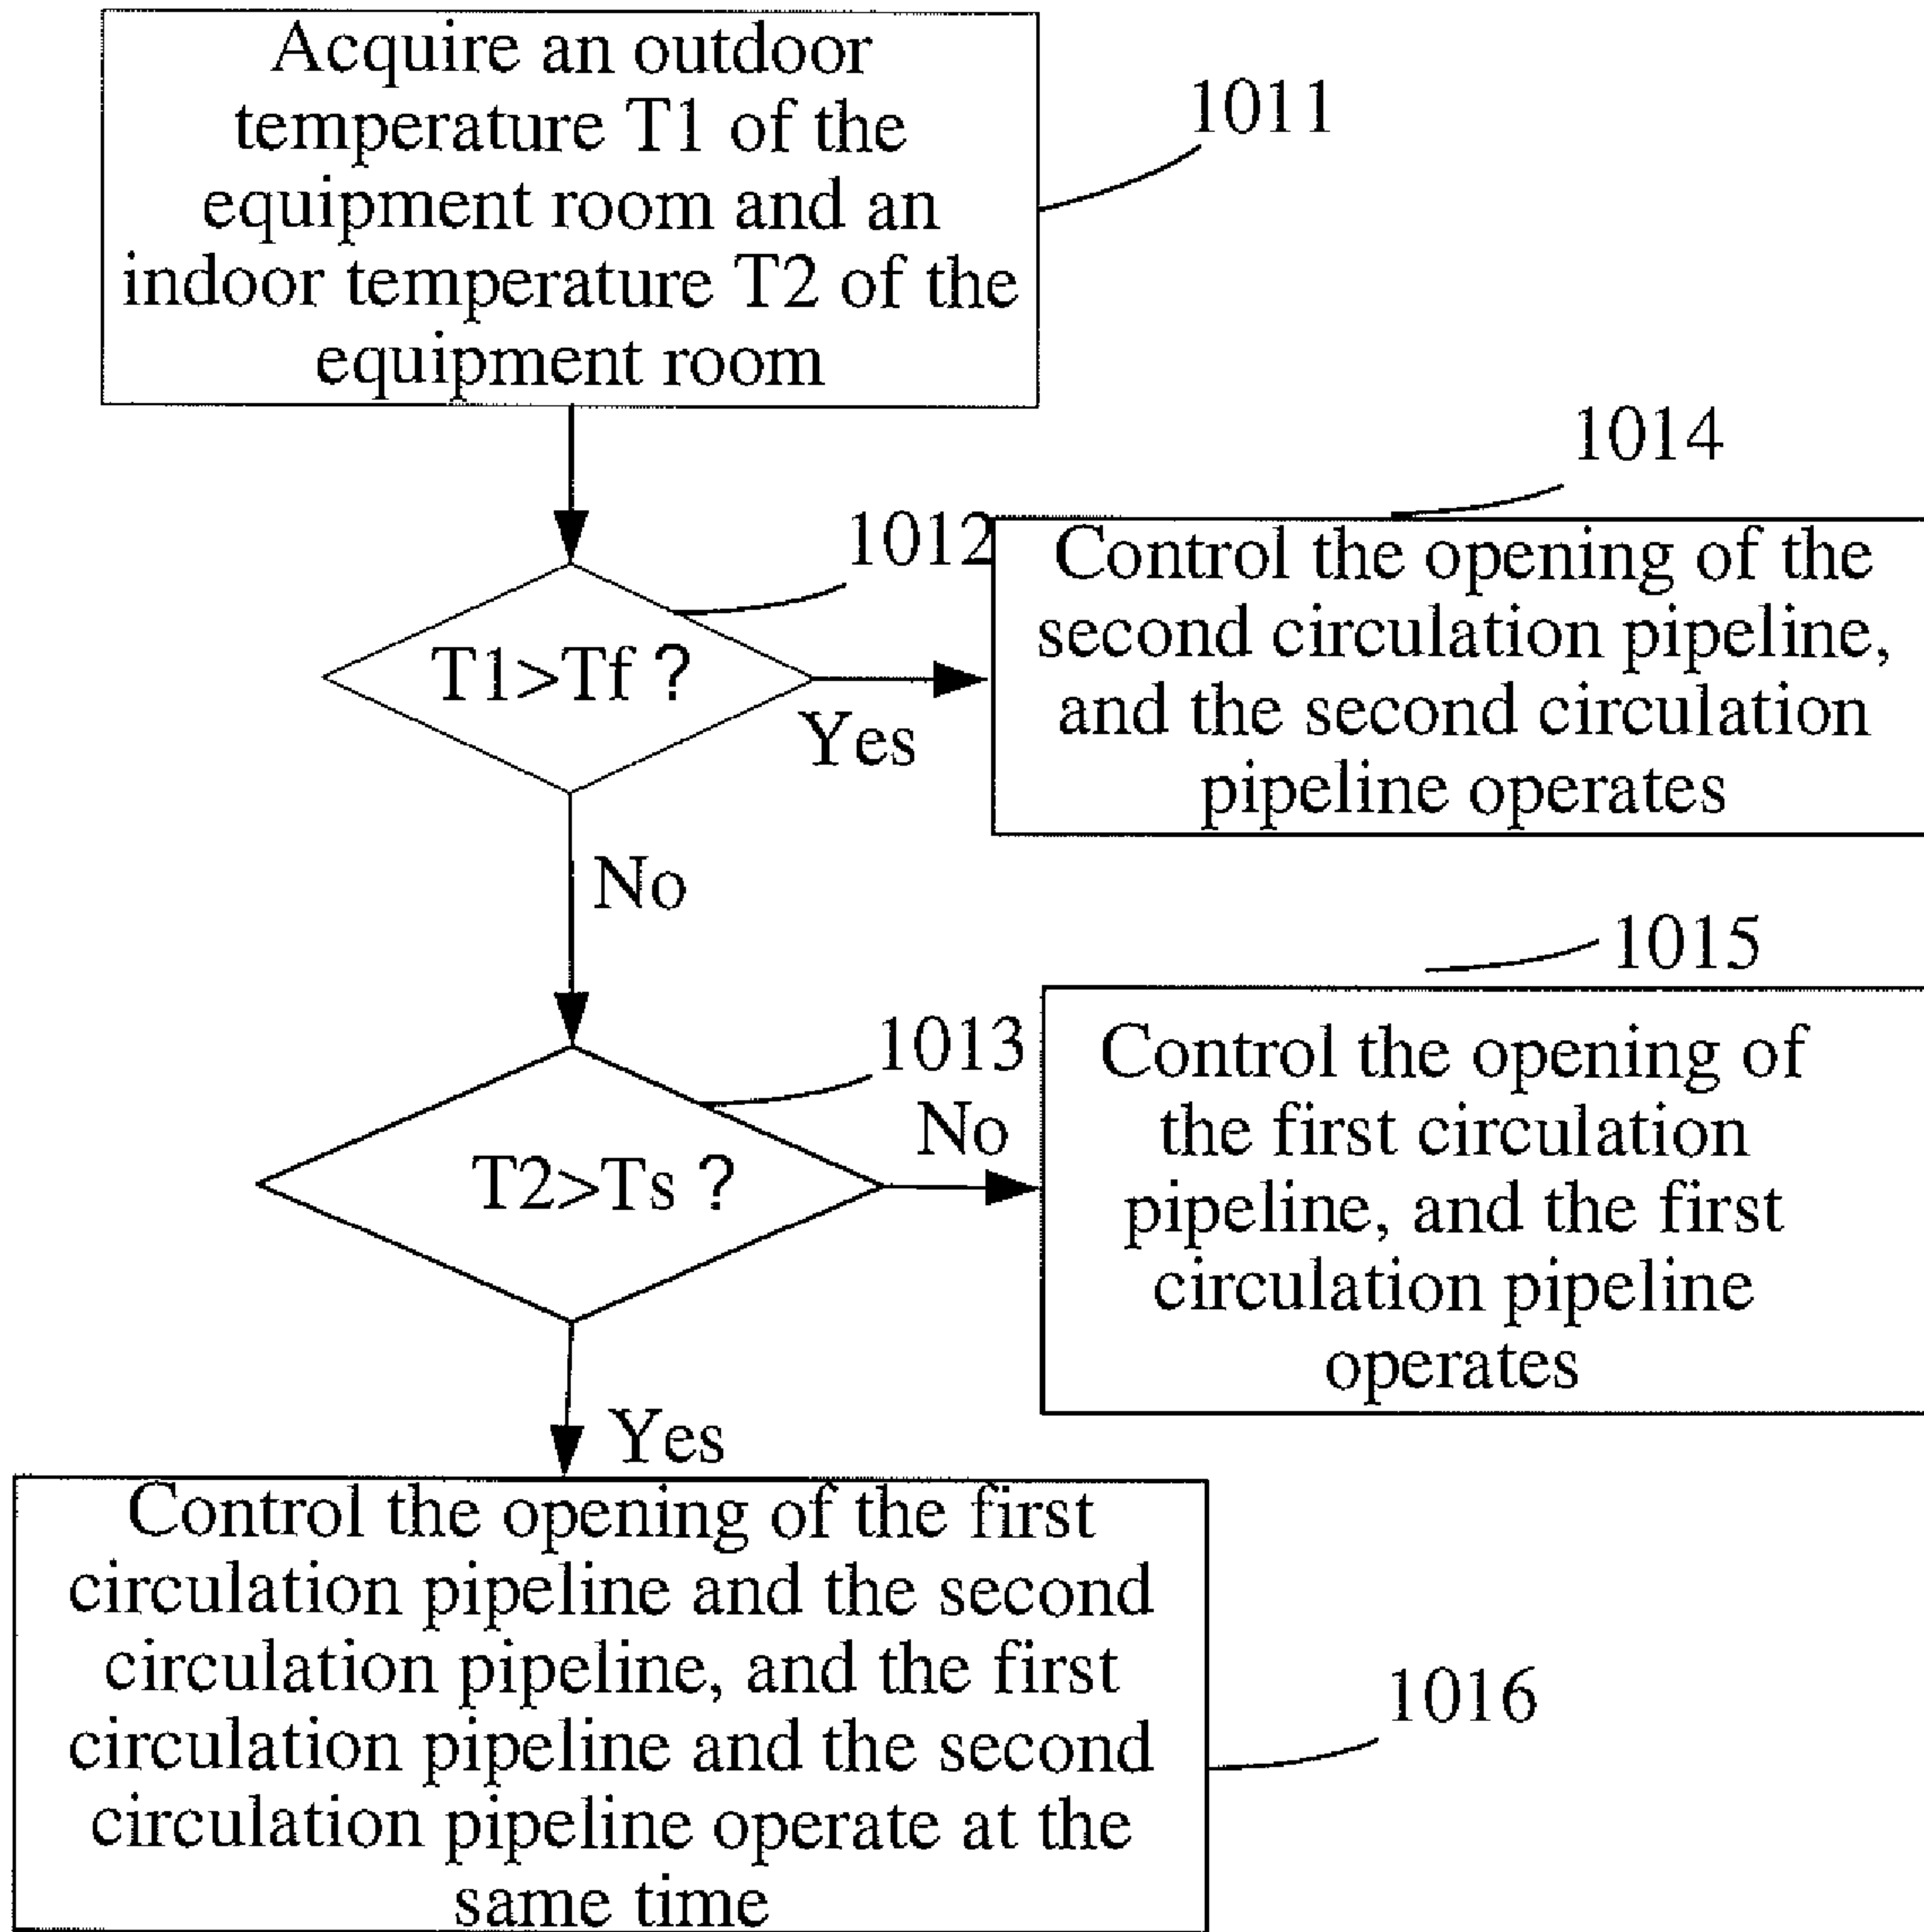 Acquire an outdoor
temperature T1 of the
equipment room and an
indoor temperature T2 of the
equipment room
1011
1014
1012
Control the opening of the
second circulation pipeline,
and the second circulation
pipeline operates
T1>Tf ?
Yes
No
1015
1013
Control the opening of
the first circulation
pipeline, and the first
circulation pipeline
operates
No
T2>Ts ?
Yes
Control the opening of the first
circulation pipeline and the second
circulation pipeline, and the first
circulation pipeline and the second
circulation pipeline operate at the
same time
1016